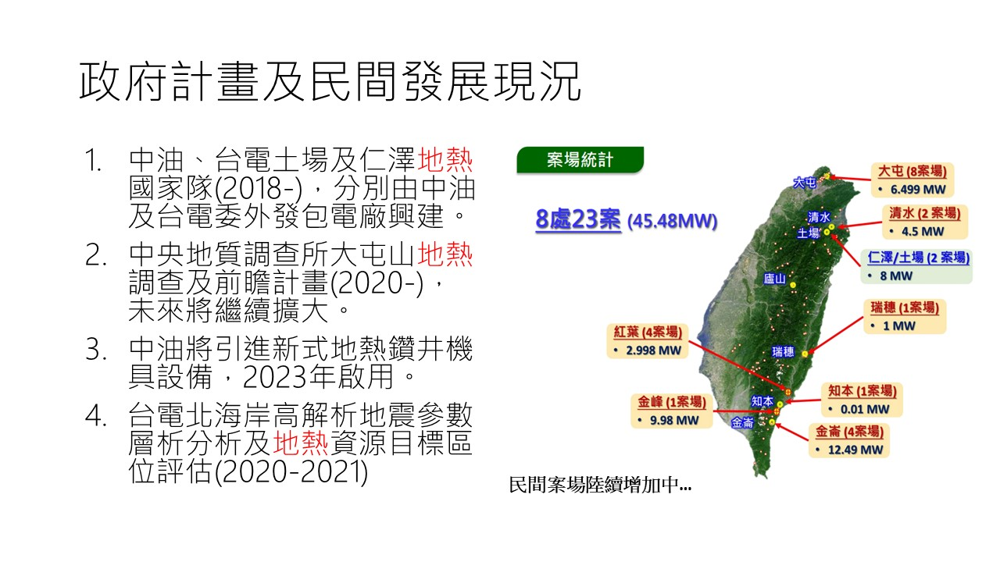 政府計畫及民間發展現況
1. 中油、台電土場及仁澤地熱
國家隊(2018-)，分別由中油
及台電委外發包電廠興建。
2. 中央地質調查所大屯山地熱
調查及前瞻計畫(2020-)，
未來將繼續擴大。
3. 中油將引進新式地熱鑽井機
具設備，2023年啟用。
4. 台電北海岸高解析地震參數
層析分析及地熱資源目標區
位評估(2020-2021)
案場統計
8處23案 (45.48MW)
大屯 (8案場)
• 6.499 MW
大屯
清水 (2 案場)
• 4.5 MW
清水
土場
仁澤/土場 (2 案場)
• 8 MW
廬山
瑞穗 (1案場)
• 1 MW
紅葉 (4案場)
• 2.998 MW
瑞穗
知本 (1案場)
• 0.01 MW
金峰 (1案場)
• 9.98 MW
知本
金崙
金崙 (4案場)
• 12.49 MW
民間案場陸續增加中...